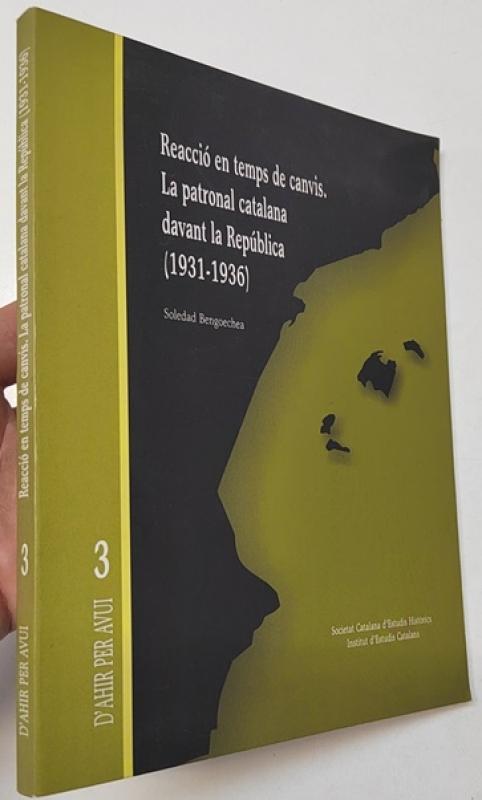 Reacció en temps de canvis. La patronal catalana davant la República (1931-1936)
3
D'AHIR PER AVUI
D'AHIR PER AVUI
3
Reacció en temps de canvis.
La patronal catalana
davant la República
(1931-1936)
Soledad Bengoechea
Societat Catalana d'Estudis Històrics
Institut d'Estudis Catalans